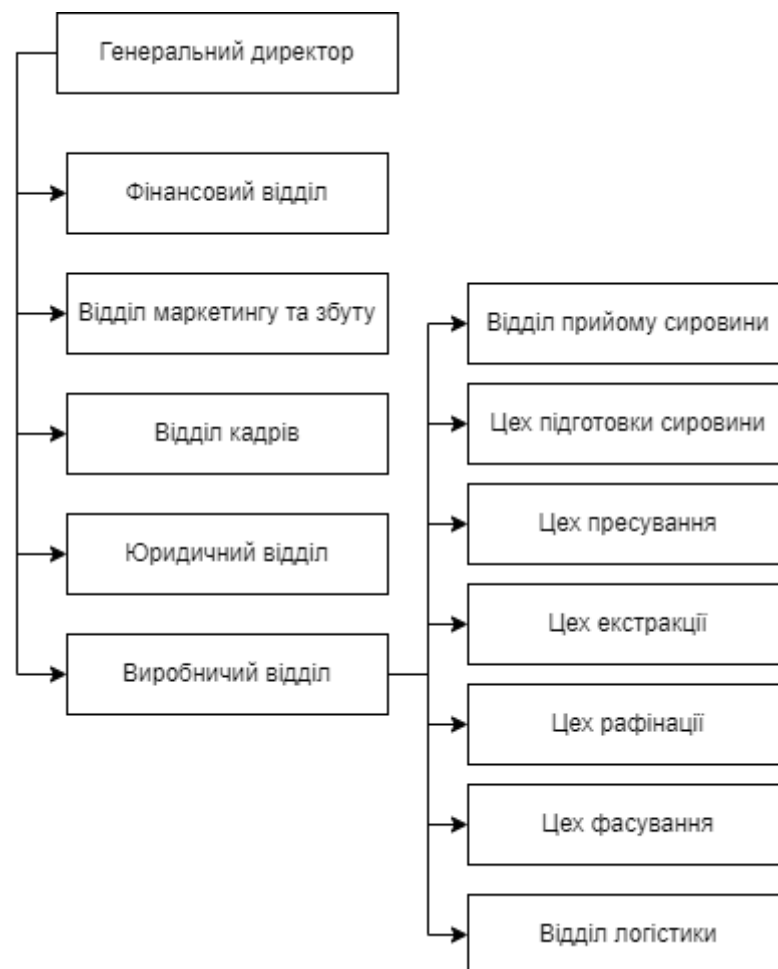 Генеральний директор
Фінансовий відділ
Відділ маркетингу та збуту
Відділ кадрів
Юридичний відділ
Виробничий відділ
Відділ прийому сировини
Цех підготовки сировини
Цех пресування
Цех екстракції
Цех рафінації
Цех фасування
Відділ логістики